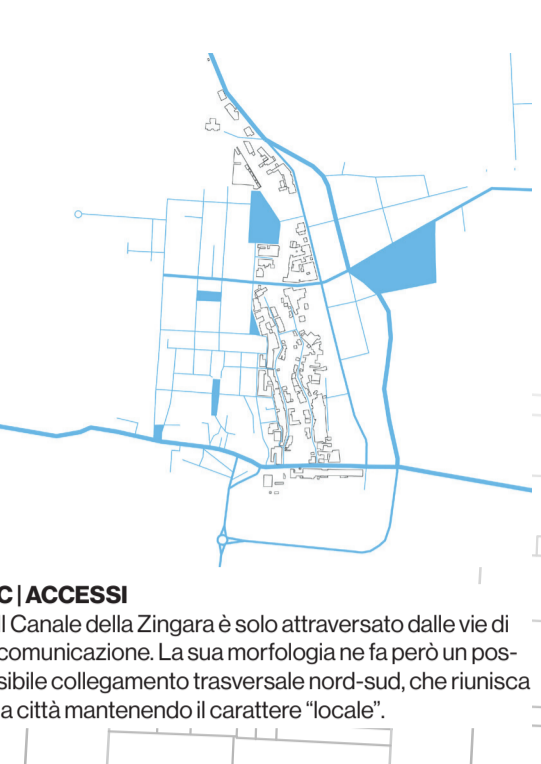 C | ACCESSI
Il Canale della Zingara è solo attraversato dalle vie di
comunicazione. La sua morfologia ne fa però un pos-
sibile collegamento trasversale nord-sud, che riunisca
la città mantenendo il carattere “locale”.